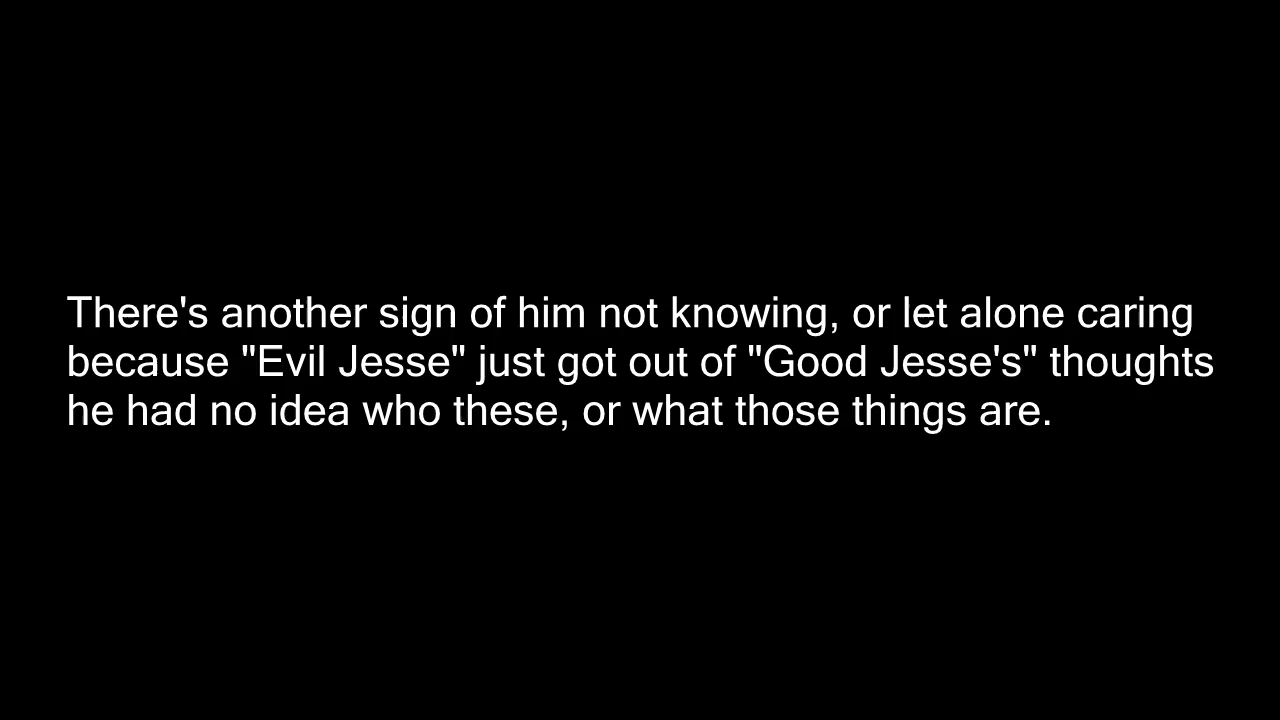 There's another sign of him not knowing, or let alone caring
because "Evil Jesse" just got out of "Good Jesse's" thoughts
he had no idea who these, or what those things are.